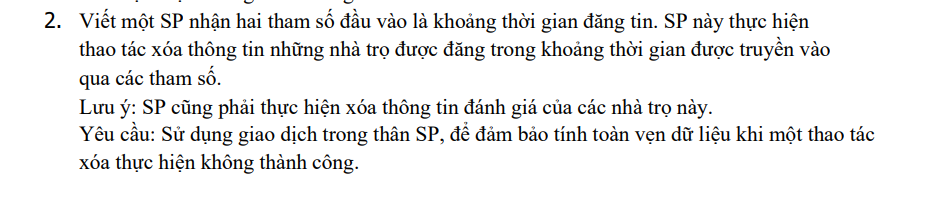 2. Viết một SP nhận hai tham số đầu vào là khoảng thời gian đăng tin. SP này thực hiện
thao tác xóa thông tin những nhà trọ được đăng trong khoảng thời gian được truyền vào
qua các tham số.
Lưu ý: SP cũng phải thực hiện xóa thông tin đánh giá của các nhà trọ này.
Yêu cầu: Sử dụng giao dịch trong thân SP, để đảm bảo tính toàn vẹn dữ liệu khi một thao tác
xóa thực hiện không thành công.